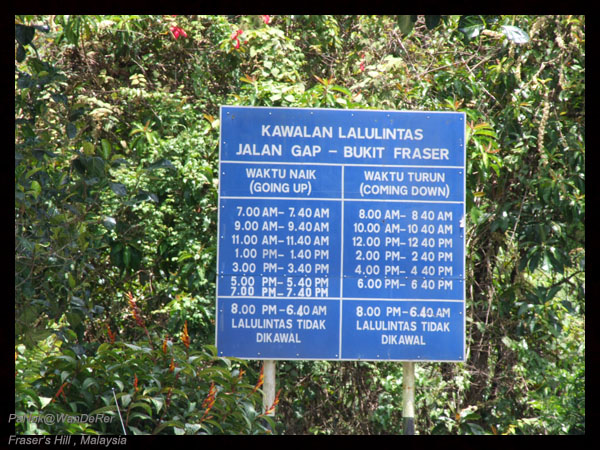 KAWALAN LALULINTAS
JALAN GAP - BUKIT FRASER
WAKTU NAIK
(GOING UP)
7.00 AM- 7.40 AM
9.00 AM- 9.40 AM
11.00 AM-11.40 AM
1.00 PM- 1.40 PM
3.00 PM- 3.40 PM
5.00 PM- 5.40 PM
7.00 PM- 7.40 PM
8.00 PM-6.40 AM
LALULINTAS TIDAK
DIKAWAL
WAKTU TURUN
(COMING DOWN)
8.00 AM- 8 40 AM
10.00 AM-10 40 AM
12.00 PM-12 40 PM
2.00 PM- 2 40 PM
4.00 PM- 4 40 PM
6.00 PM- 6 40 PM
8.00 PM-6.40 AM
LALULINTAS TIDAK
DIKAWAL
Fraser's Hill , Malaysia